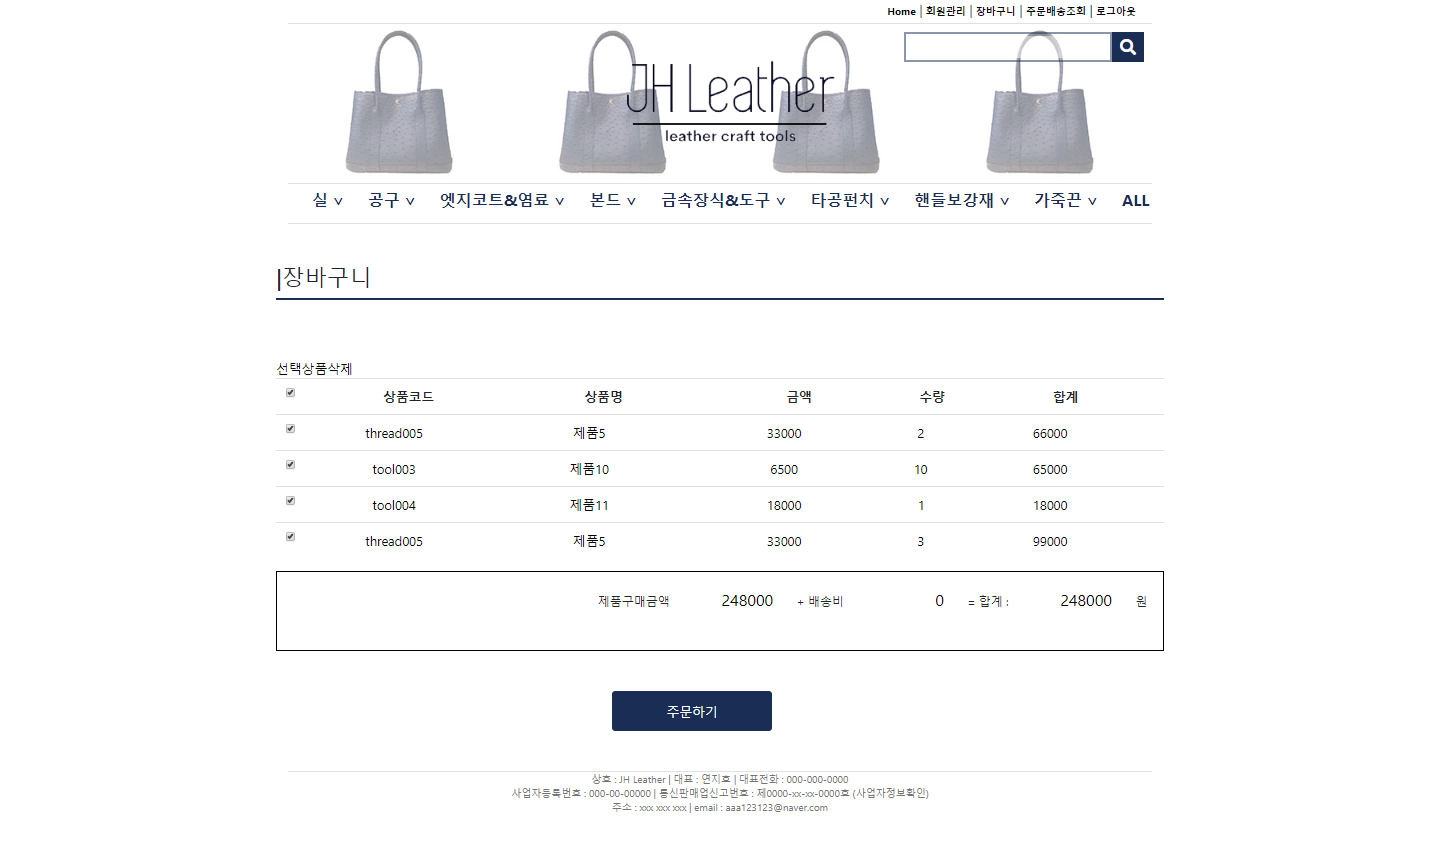 Home | 회원관리 | 장바구니 | 주문배송조회 | 로그아웃
JH Leather
leather craft tools
실 ∨ 공구 ∨ 엣지코트&염료 ∨ 본드 ∨ 금속장식&도구 ∨ 타공펀치 ∨ 핸들보강재 ∨ 가죽끈 ∨ ALL
|장바구니
선택상품삭제
상품코드 상품명 금액 수량 합계
thread005 제품5 33000 2 66000
tool003 제품10 6500 10 65000
tool004 제품11 18000 1 18000
thread005 제품5 33000 3 99000
제품구매금액 248000 + 배송비 0 = 합계 : 248000 원
주문하기
상호 : JH Leather | 대표 : 연지호 | 대표전화 : 000-000-0000
사업자등록번호 : 000-00-00000 | 통신판매업신고번호 : 제0000-xx-xx-0000호 (사업자정보확인)
주소 : xxx xxx xxx | email : aaa123123@naver.com